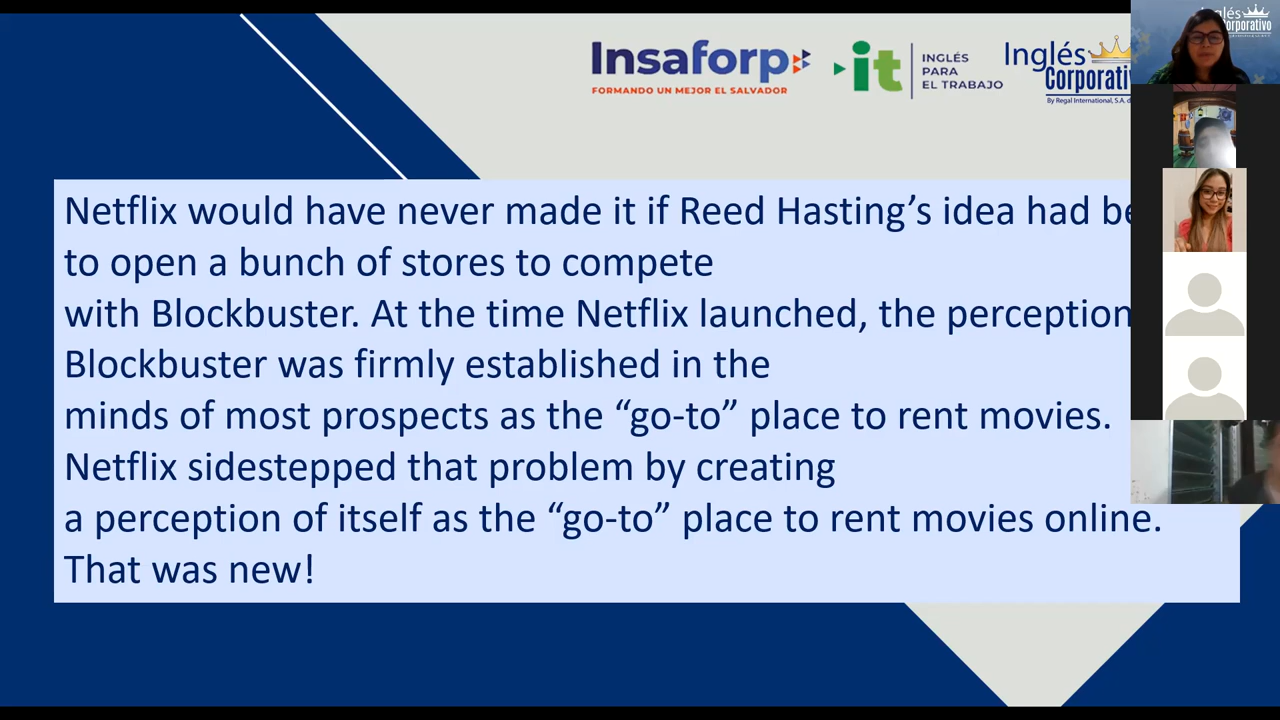 Insaforp
FORMANDO UN MEJOR EL SALVADOR
it
INGLÉS
PARA
EL TRABAJO
Inglés
Corporativ
By Regal International, S.A. d
Netflix would have never made it if Reed Hasting’s idea had be
to open a bunch of stores to compete
with Blockbuster. At the time Netflix launched, the perception
Blockbuster was firmly established in the
minds of most prospects as the “go-to” place to rent movies.
Netflix sidestepped that problem by creating
a perception of itself as the “go-to” place to rent movies online.
That was new!